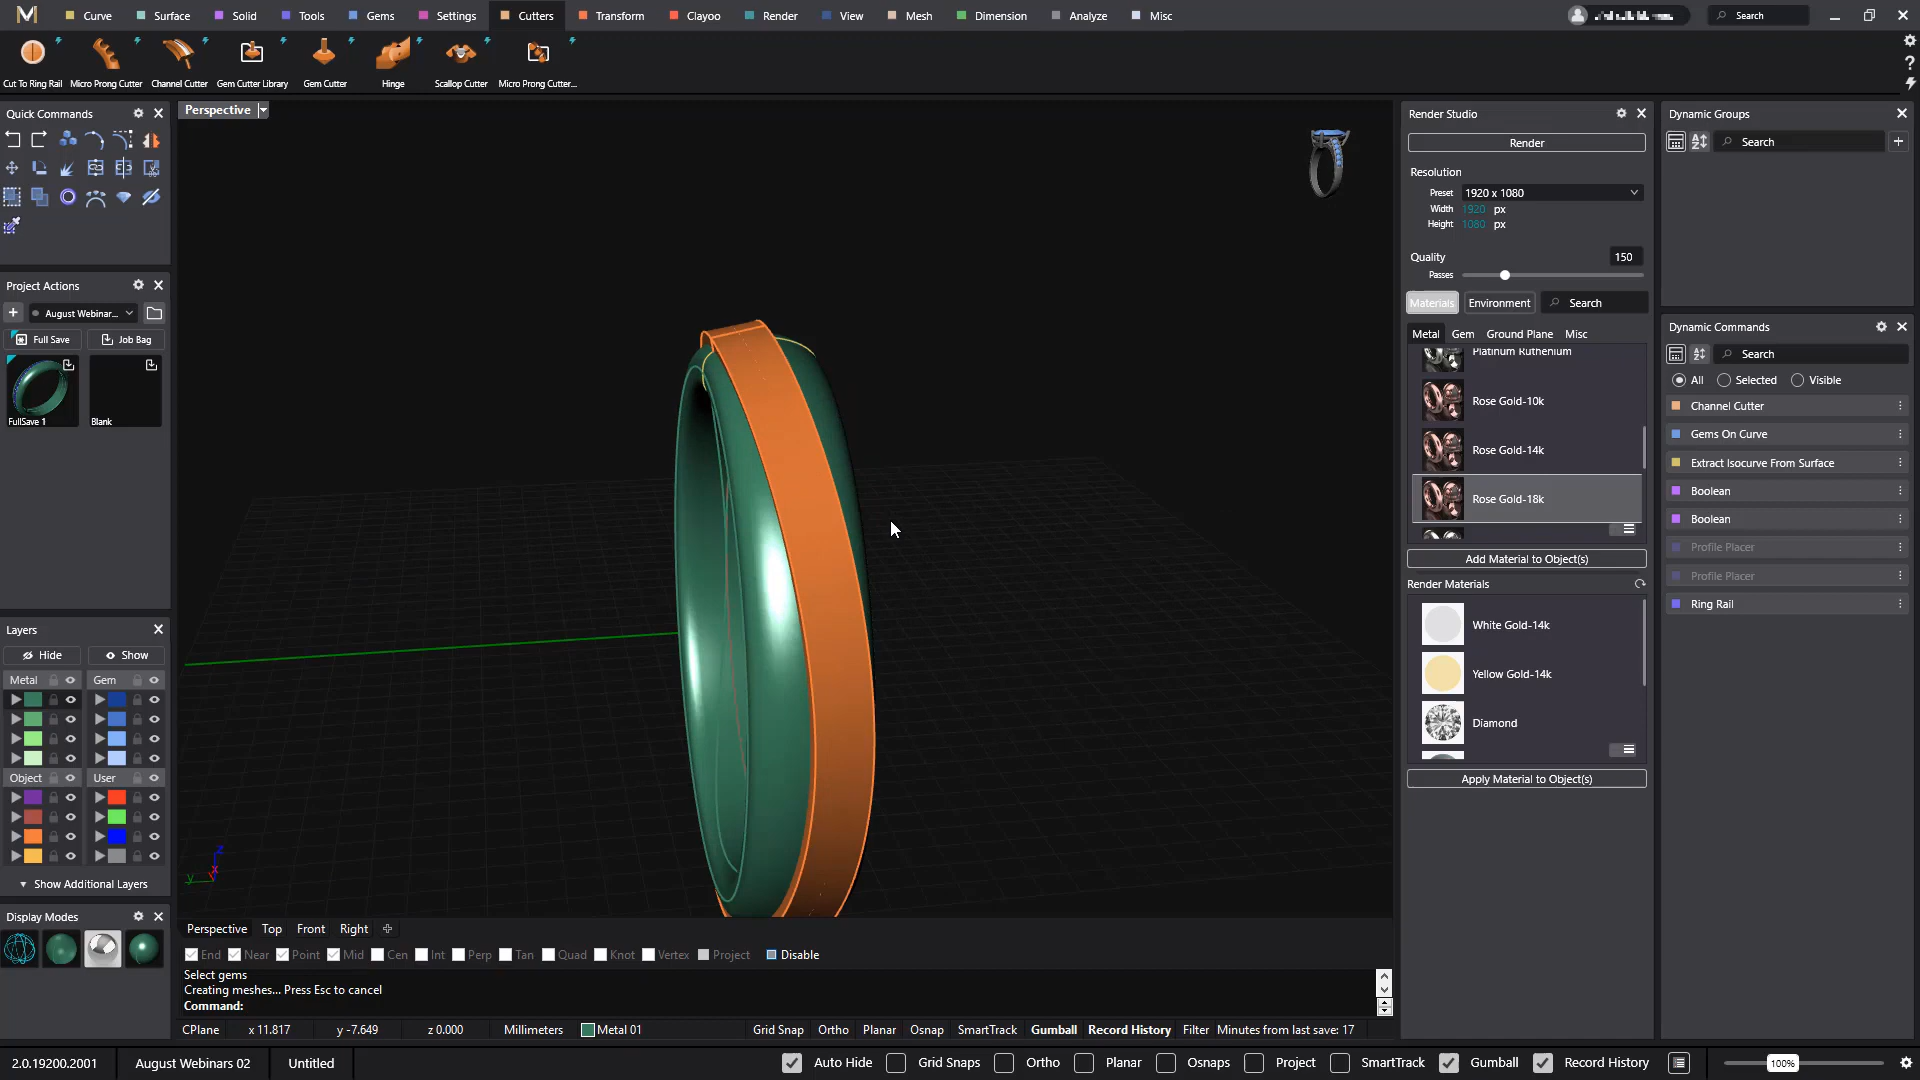 Curve Surface Solid Tools Gems Settings Cutters Transform Clayoo Render View Mesh Dimension Analyze Misc
Search
Cut To Ring Rail Micro Prong Cutter Channel Cutter Gem Cutter Library Gem Cutter Hinge Scallop Cutter Micro Prong Cutter...
Quick Commands
Project Actions
August Webinar...
Full Save Job Bag
FullSave 1 Blank
Layers
Hide Show
Metal Gem
Object User
Show Additional Layers
Display Modes
Perspective
z
y x
Perspective Top Front Right
End Near Point Mid Cen Int Perp Tan Quad Knot Vertex Project Disable
Select gems
Creating meshes... Press Esc to cancel
Command:
CPlane x 11.817 y -7.649 z 0.000 Millimeters Metal 01 Grid Snap Ortho Planar Osnap SmartTrack Gumball Record History Filter Minutes from last save: 17
Render Studio
Render
Resolution
Preset 1920 x 1080
Width 1920 px
Height 1080 px
Quality 150
Passes
Materials Environment Search
Metal Gem Ground Plane Misc
Platinum Ruthenium
Rose Gold-10k
Rose Gold-14k
Rose Gold-18k
Add Material to Object(s)
Render Materials
White Gold-14k
Yellow Gold-14k
Diamond
Apply Material to Object(s)
Dynamic Groups
Search
Dynamic Commands
Search
All Selected Visible
Channel Cutter
Gems On Curve
Extract Isocurve From Surface
Boolean
Boolean
Profile Placer
Profile Placer
Ring Rail
2.0.19200.2001 August Webinars 02 Untitled Auto Hide Grid Snaps Ortho Planar Osnaps Project SmartTrack Gumball Record History 100%